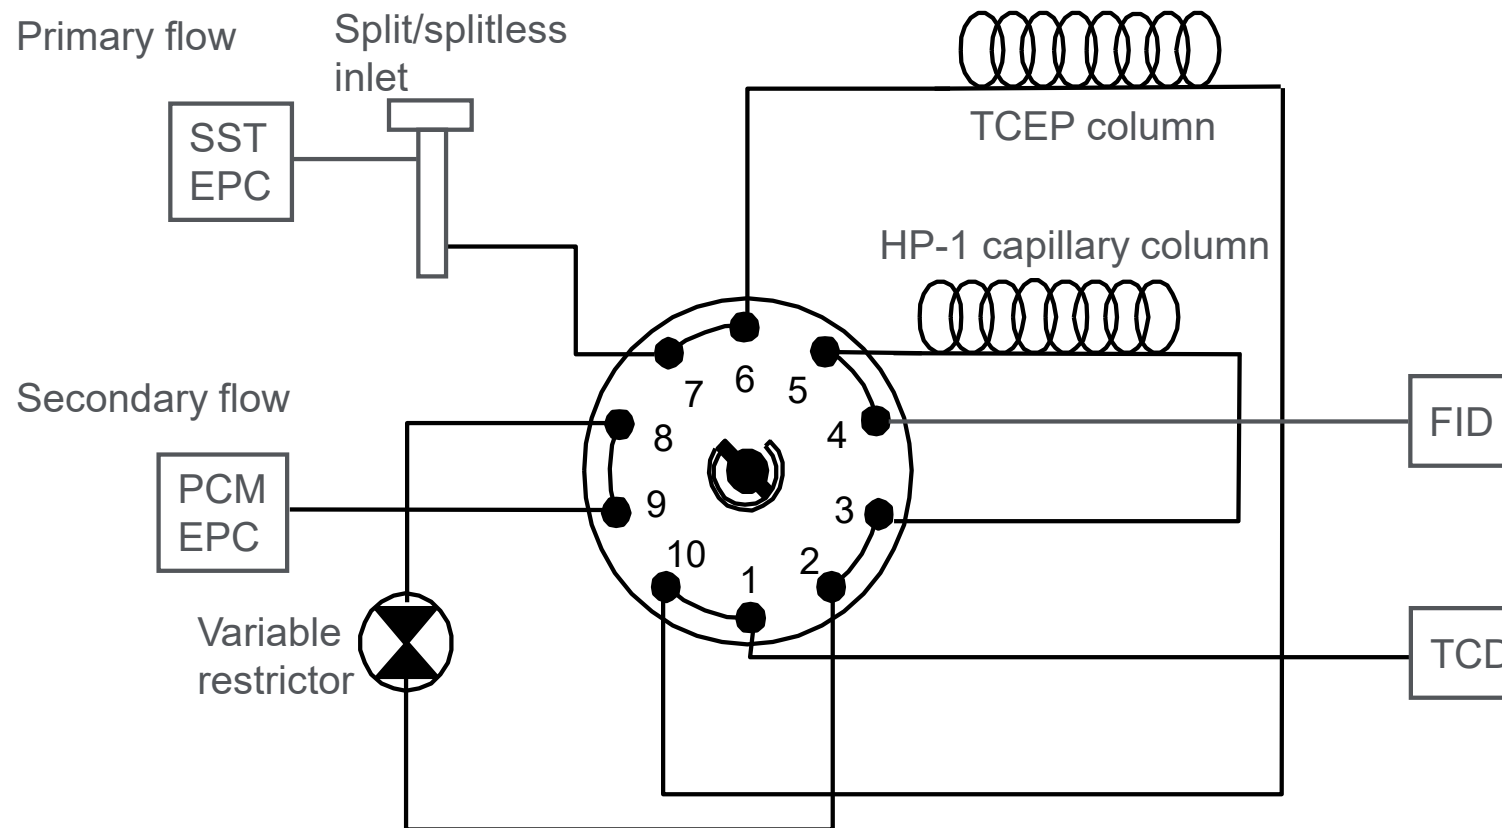 Primary flow
Split/splitless
inlet
SST
EPC
TCEP column
HP-1 capillary column
Secondary flow
PCM
EPC
7
6
5
8
4
9
3
10
1
2
FID
Variable
restrictor
TCD